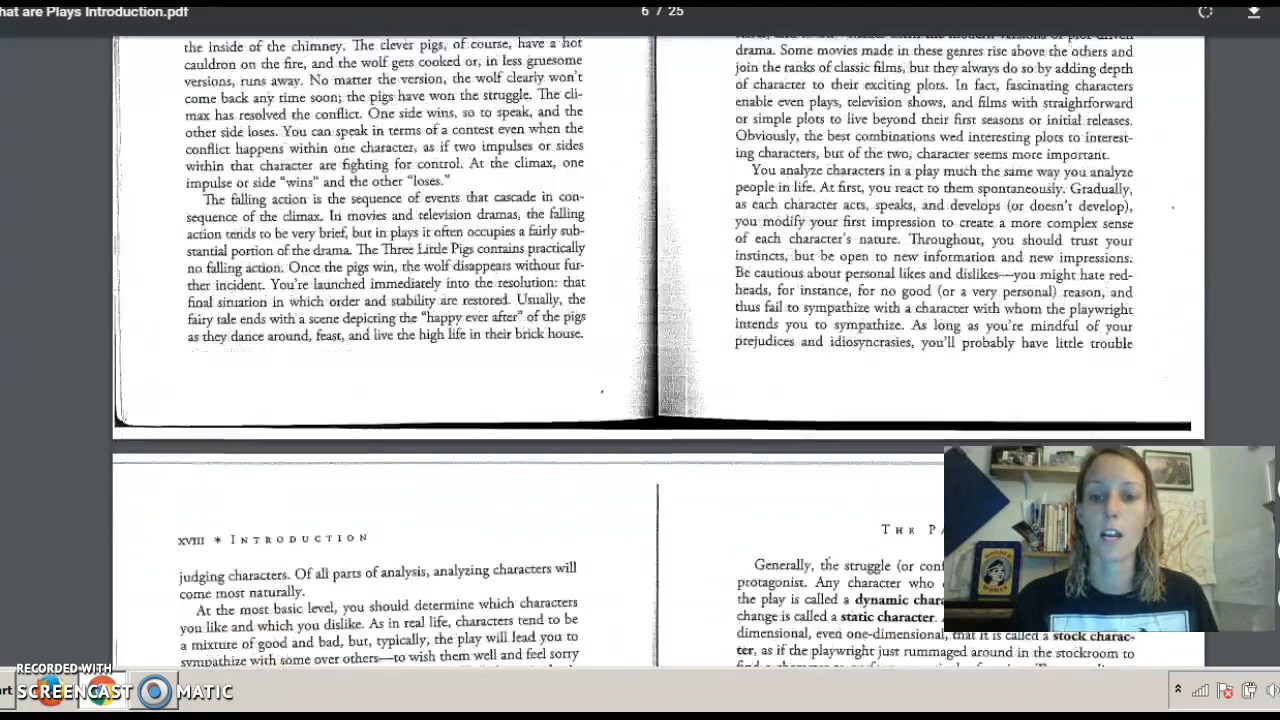 hat are Plays Introduction.pdf
6 / 25
the inside of the chimney. The clever pigs, of course, have a hot
cauldron on the fire, and the wolf gets cooked or, in less gruesome
versions, runs away. No matter the version, the wolf clearly won't
come back any time soon; the pigs have won the struggle. The cli-
max has resolved the conflict. One side wins, so to speak, and the
other side loses. You can speak in terms of a contest even when the
conflict happens within one character, as if two impulses or sides
within that character are fighting for control. At the climax, one
impulse or side "wins" and the other "loses."
The falling action is the sequence of events that cascade in con-
sequence of the climax. In movies and television dramas, the falling
action tends to be very brief, but in plays it often occupies a fairly sub-
stantial portion of the drama. The Three Little Pigs contains practically
no falling action. Once the pigs win, the wolf disappears without fur-
ther incident. You're launched immediately into the resolution: that
final situation in which order and stability are restored. Usually, the
fairy tale ends with a scene depicting the "happy ever after" of the pigs
as they dance around, feast, and live the high life in their brick house.
drama. Some movies made in these genres rise above the others and
join the ranks of classic films, but they always do so by adding depth
of character to their exciting plots. In fact, fascinating characters
enable even plays, television shows, and films with straightforward
or simple plots to live beyond their first seasons or initial releases.
Obviously, the best combinations wed interesting plots to interest-
ing characters, but of the two, character seems more important.
You analyze characters in a play much the same way you analyze
people in life. At first, you react to them spontaneously. Gradually,
as each character acts, speaks, and develops (or doesn't develop),
you modify your first impression to create a more complex sense
of each character's nature. Throughout, you should trust your
instincts, but be open to new information and new impressions.
Be cautious about personal likes and dislikes—you might hate red-
heads, for instance, for no good (or a very personal) reason, and
thus fail to sympathize with a character with whom the playwright
intends you to sympathize. As long as you're mindful of your
prejudices and idiosyncrasies, you'll probably have little trouble
XVIII * INTRODUCTION
judging characters. Of all parts of analysis, analyzing characters will
come most naturally.
At the most basic level, you should determine which characters
you like and which you dislike. As in real life, characters tend to be
a mixture of good and bad, but, typically, the play will lead you to
sympathize with some over others—to wish them well and feel sorry
THE PA
Generally, the struggle (or con
protagonist. Any character who
the play is called a dynamic char
change is called a static character.
dimensional, even one-dimensional, that it is called a stock charac-
ter, as if the playwright just rummaged around in the stockroom to
RECORDED WITH
SCREENCAST MATIC
art